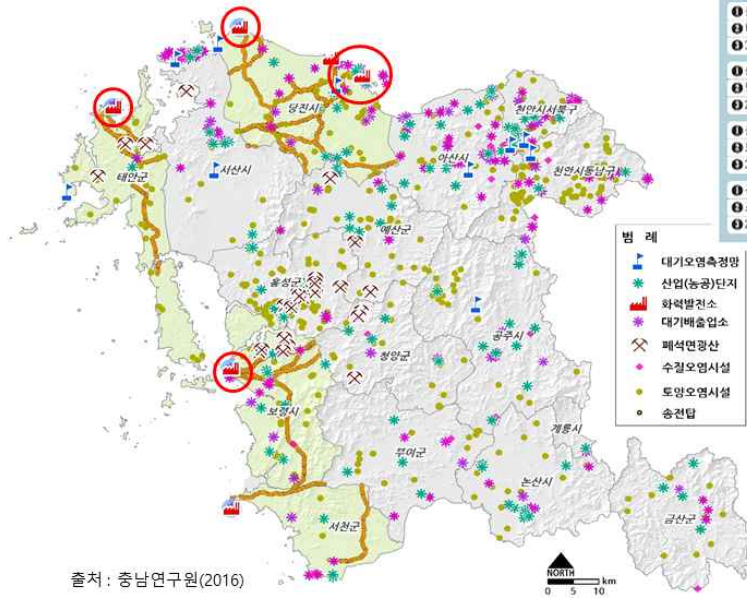 당진시
천안시서북구
아산시
천안시동남구
서산시
태안군
예산군
홍성군
공주시
청양군
보령시
계룡시
부여군
논산시
금산군
서천군
범 례
대기오염측정망
산업(농공)단지
화력발전소
대기배출업소
폐석면광산
수질오염시설
토양오염시설
송전탑
NORTH
0 5 10 km
출처 : 충남연구원(2016)